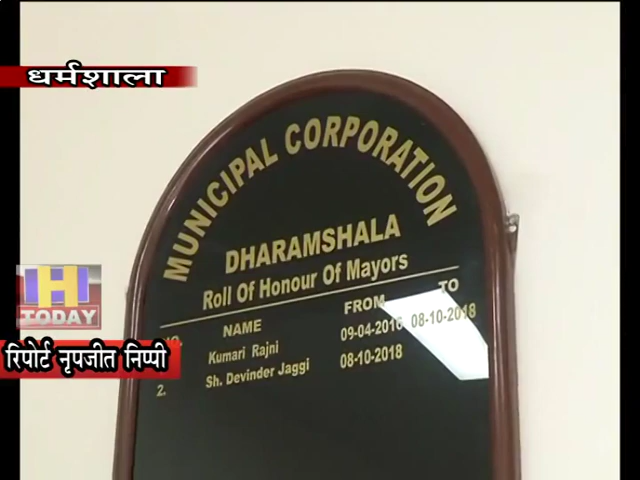 धर्मशाला
MUNICIPAL CORPORATION
DHARAMSHALA
Roll Of Honour Of Mayors
NAME FROM TO
Kumari Rajni 09-04-2016 08-10-2018
2. Sh. Devinder Jaggi 08-10-2018
H
TODAY
रिपोर्ट नृपजीत निप्पी